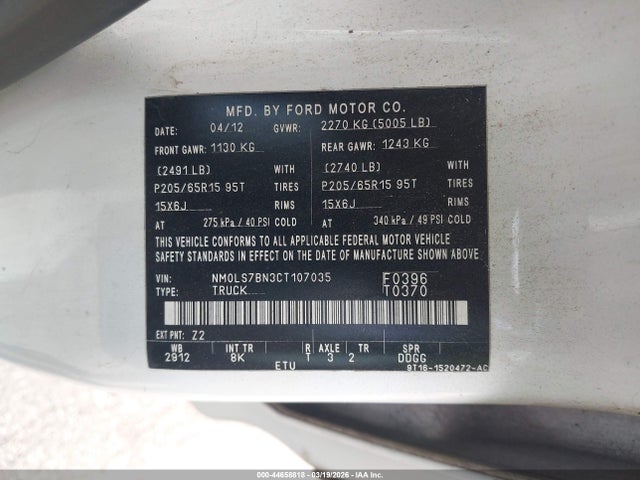 MFD. BY FORD MOTOR CO.
DATE: 04/12 GVWR: 2270 KG (5005 LB)
FRONT GAWR: 1130 KG REAR GAWR: 1243 KG
(2491 LB) WITH (2740 LB) WITH
P205/65R15 95T TIRES P205/65R15 95T TIRES
15X6J RIMS 15X6J RIMS
AT 275 kPa / 40 PSI COLD AT 340 kPa / 49 PSI COLD
THIS VEHICLE CONFORMS TO ALL APPLICABLE FEDERAL MOTOR VEHICLE
SAFETY STANDARDS IN EFFECT ON THE DATE OF MANUFACTURE SHOWN ABOVE.
VIN: NM0LS7BN3CT107035 F0396
TYPE: TRUCK T0370
EXT PNT: Z2
WB INT TR R AXLE TR SPR
2912 8K 1 3 2 DDGG
ETU 9T16-1520472-AC
000-44658818 | 03/19/2026 | IAA Inc.